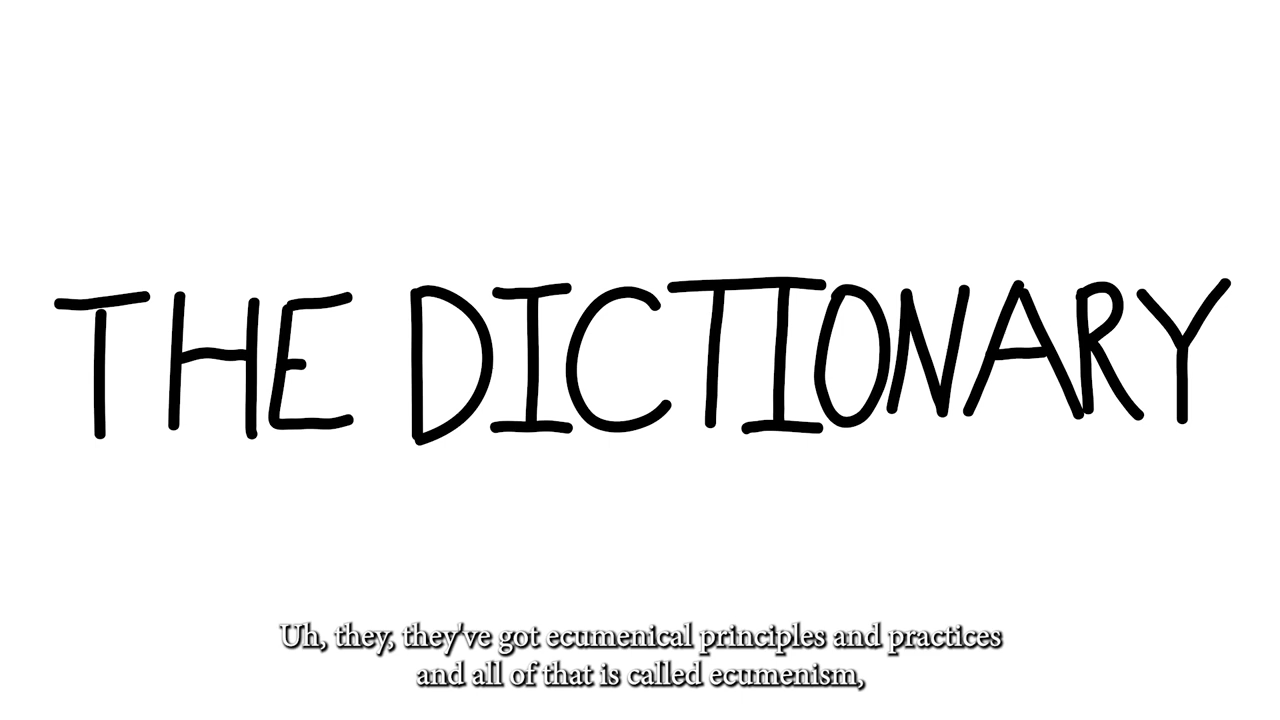 THE DICTIONARY
Uh, they, they've got ecumenical principles and practices
and all of that is called ecumenism,